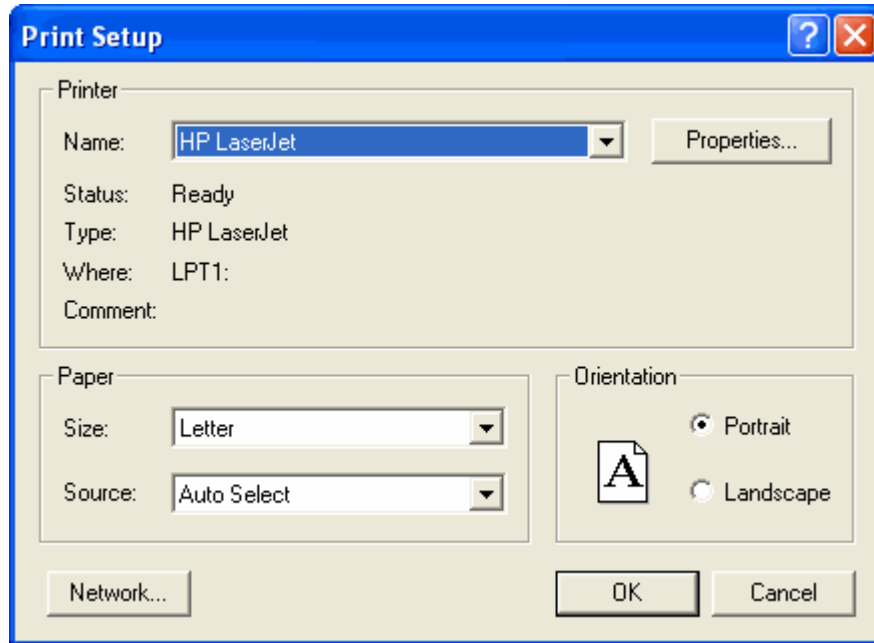 Print Setup
Printer
Name: HP LaserJet Properties...
Status: Ready
Type: HP LaserJet
Where: LPT1:
Comment:
Paper
Size: Letter
Source: Auto Select
Orientation
A
Portrait
Landscape
Network... OK Cancel